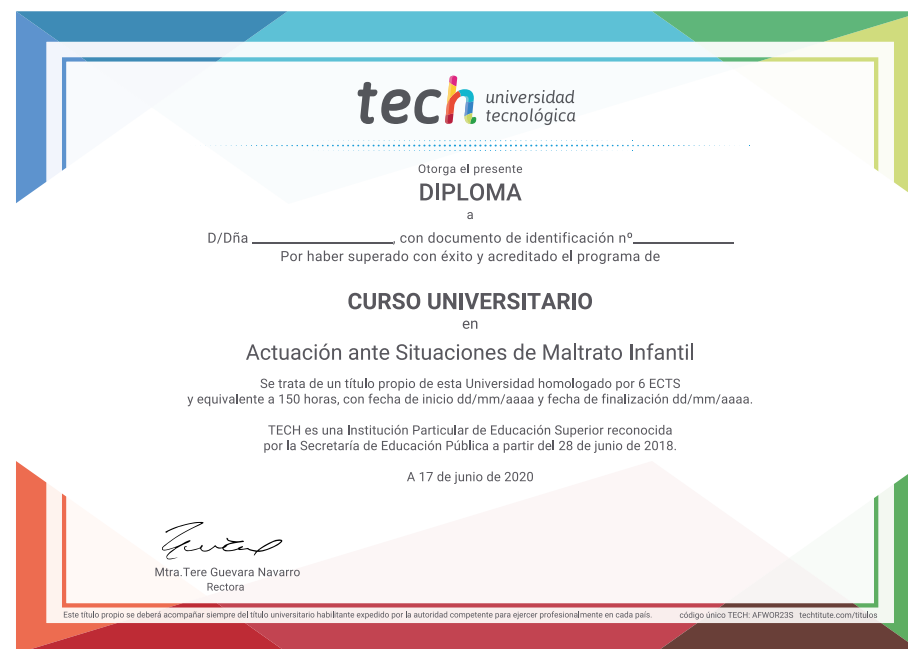 tech universidad
tecnológica
Otorga el presente
DIPLOMA
a
D/Dña ____________________, con documento de identificación nº______________
Por haber superado con éxito y acreditado el programa de
CURSO UNIVERSITARIO
en
Actuación ante Situaciones de Maltrato Infantil
Se trata de un título propio de esta Universidad homologado por 6 ECTS
y equivalente a 150 horas, con fecha de inicio dd/mm/aaaa y fecha de finalización dd/mm/aaaa.
TECH es una Institución Particular de Educación Superior reconocida
por la Secretaría de Educación Pública a partir del 28 de junio de 2018.
A 17 de junio de 2020
Mtra.Tere Guevara Navarro
Rectora
Este título propio se deberá acompañar siempre del título universitario habilitante expedido por la autoridad competente para ejercer profesionalmente en cada país. código único TECH: AFWOR23S techtitute.com/titulos